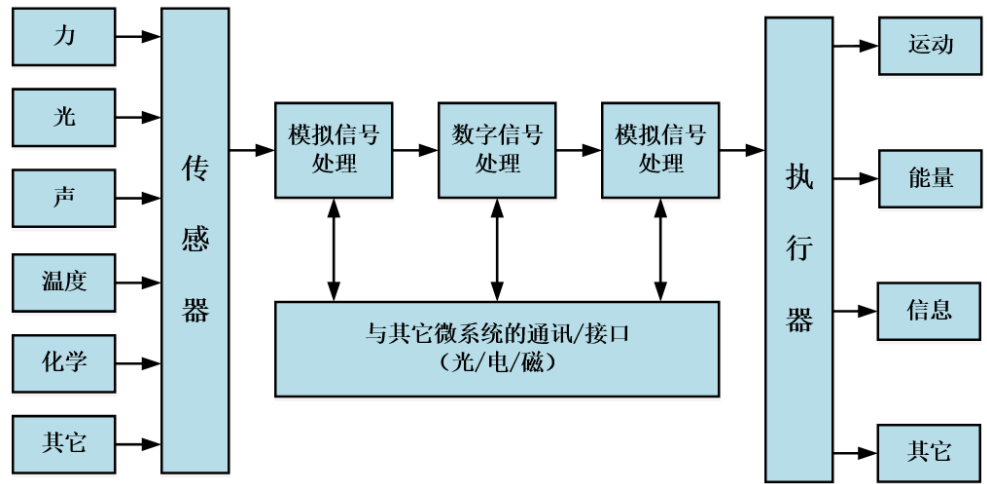 力
光
声
温度
化学
其它
传
感
器
模拟信号
处理
数字信号
处理
模拟信号
处理
与其它微系统的通讯/接口
（光/电/磁）
执
行
器
运动
能量
信息
其它